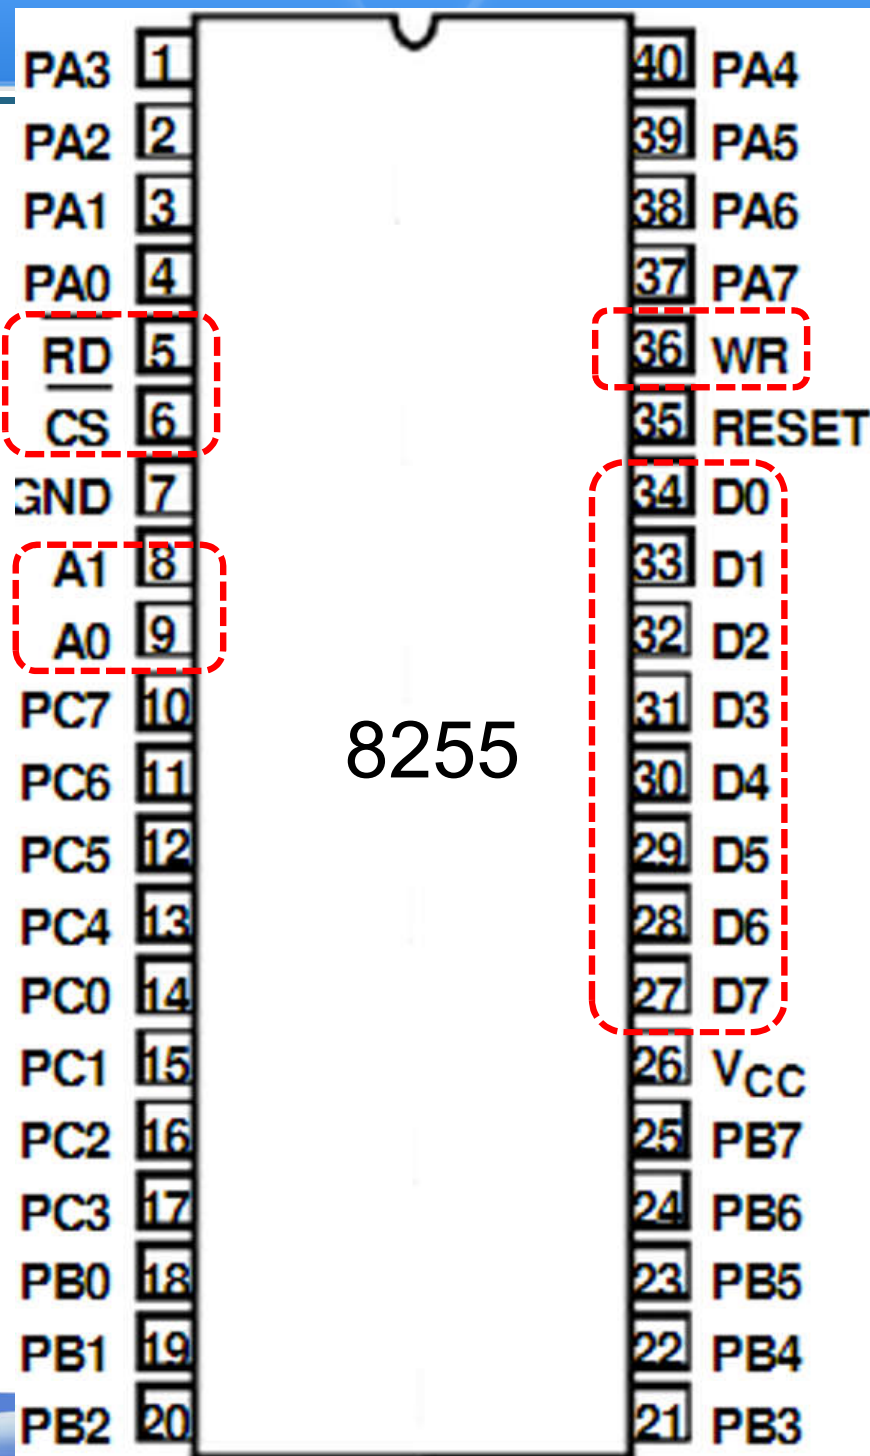 PA3 1 40 PA4
PA2 2 39 PA5
PA1 3 38 PA6
PA0 4 37 PA7
R̅D̅ 5 36 WR
C̅S̅ 6 35 RESET
GND 7 34 D0
A1 8 33 D1
A0 9 32 D2
PC7 10 31 D3
8255
PC6 11 30 D4
PC5 12 29 D5
PC4 13 28 D6
PC0 14 27 D7
PC1 15 26 VCC
PC2 16 25 PB7
PC3 17 24 PB6
PB0 18 23 PB5
PB1 19 22 PB4
PB2 20 21 PB3